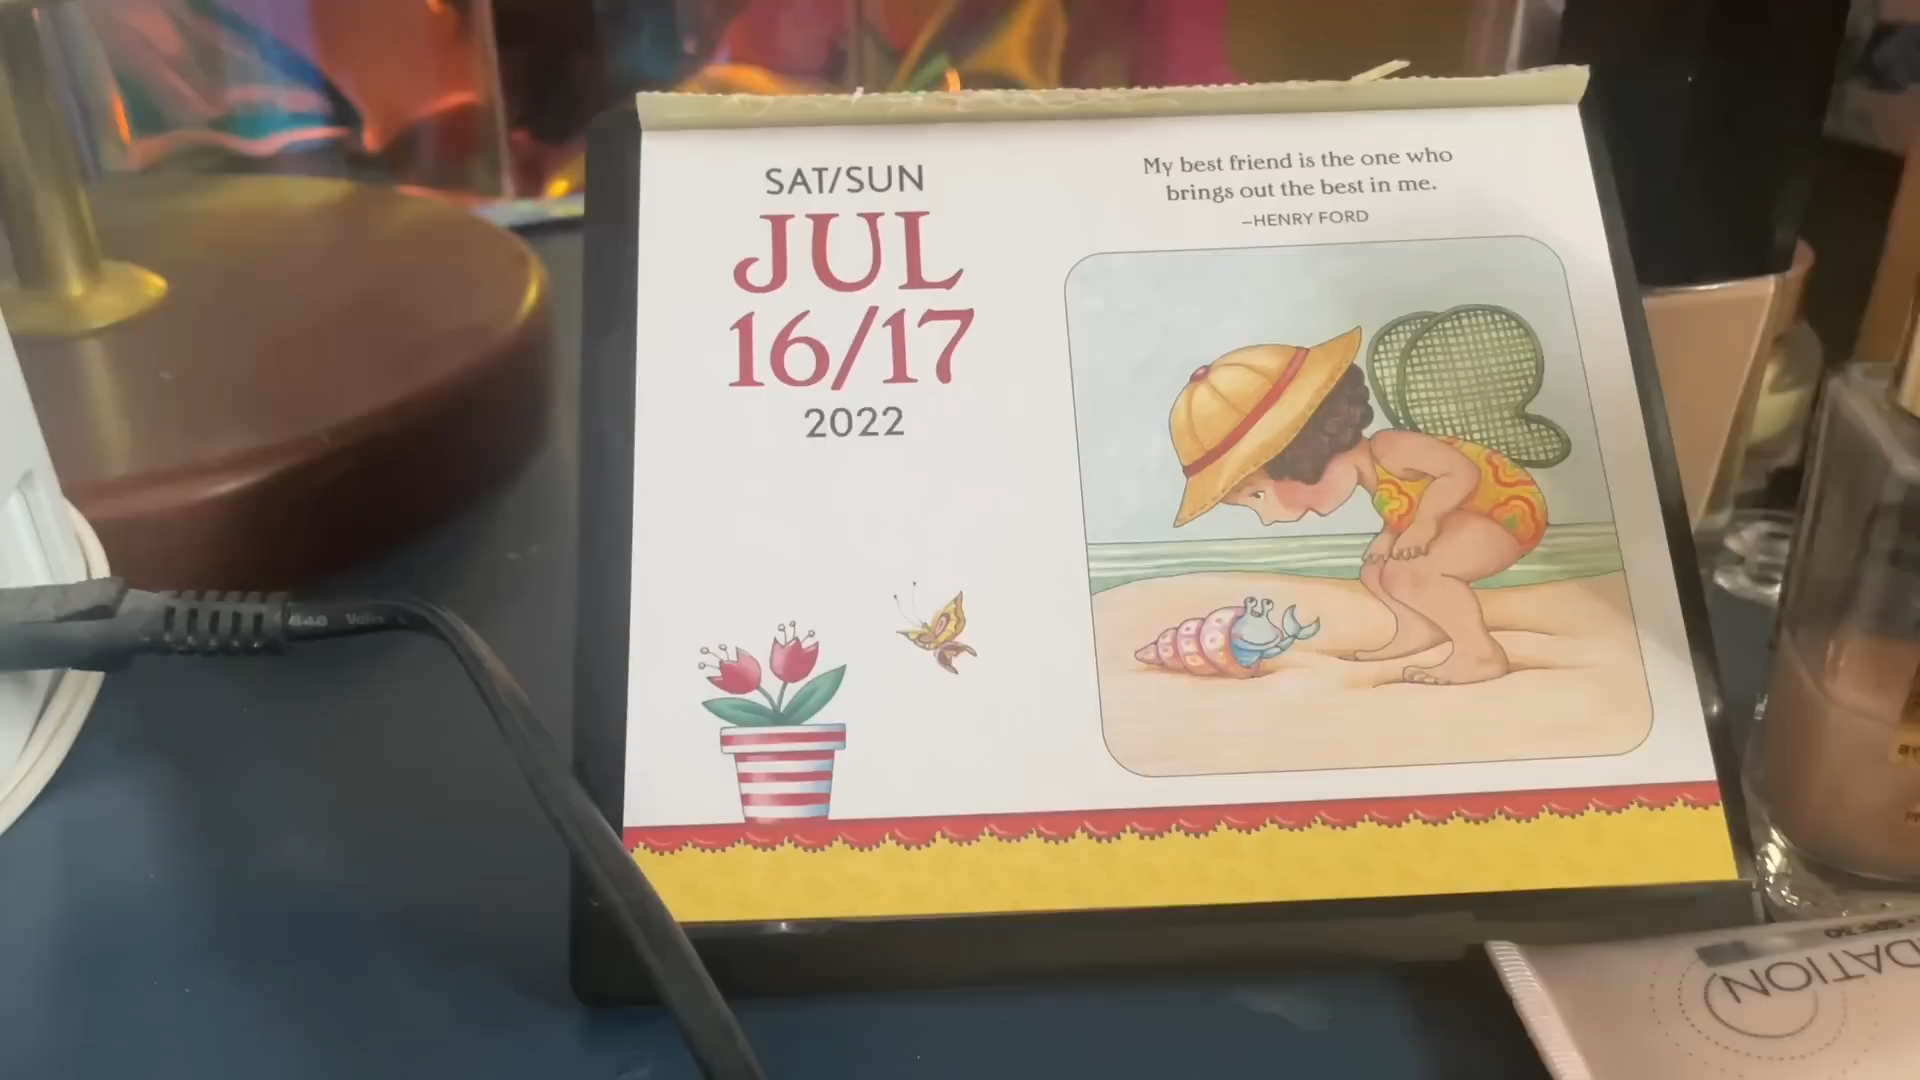 SAT/SUN
JUL
16/17
2022
My best friend is the one who
brings out the best in me.
–HENRY FORD